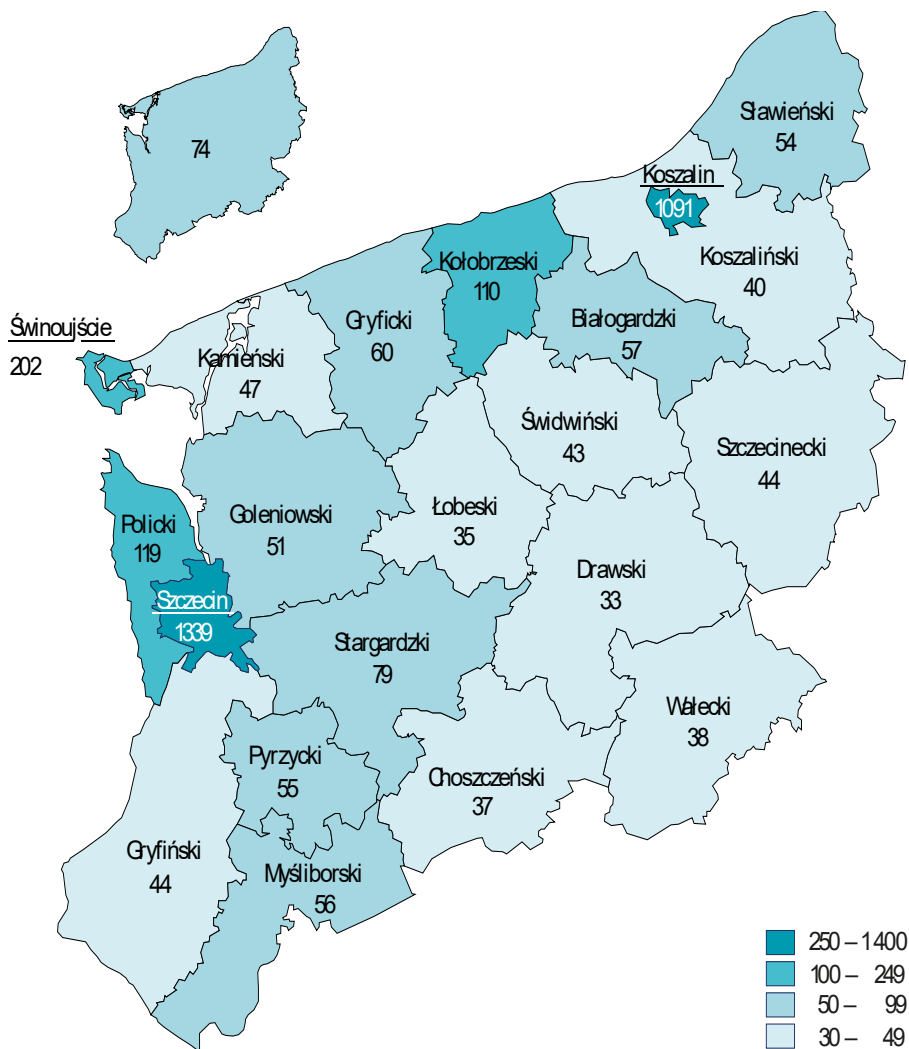 74
Sławieński
54
Koszalin
1091
Koszaliński
40
Kołobrzeski
110
Białogardzki
57
Gryficki
60
Świnoujście
202
Kamieński
47
Świdwiński
43
Szczecinecki
44
Łobeski
35
Goleniowski
51
Policki
119
Szczecin
1339
Drawski
33
Stargardzki
79
Wałecki
38
Choszczeński
37
Pyrzycki
55
Gryfiński
44
Myśliborski
56
250 – 1400
100 – 249
50 – 99
30 – 49